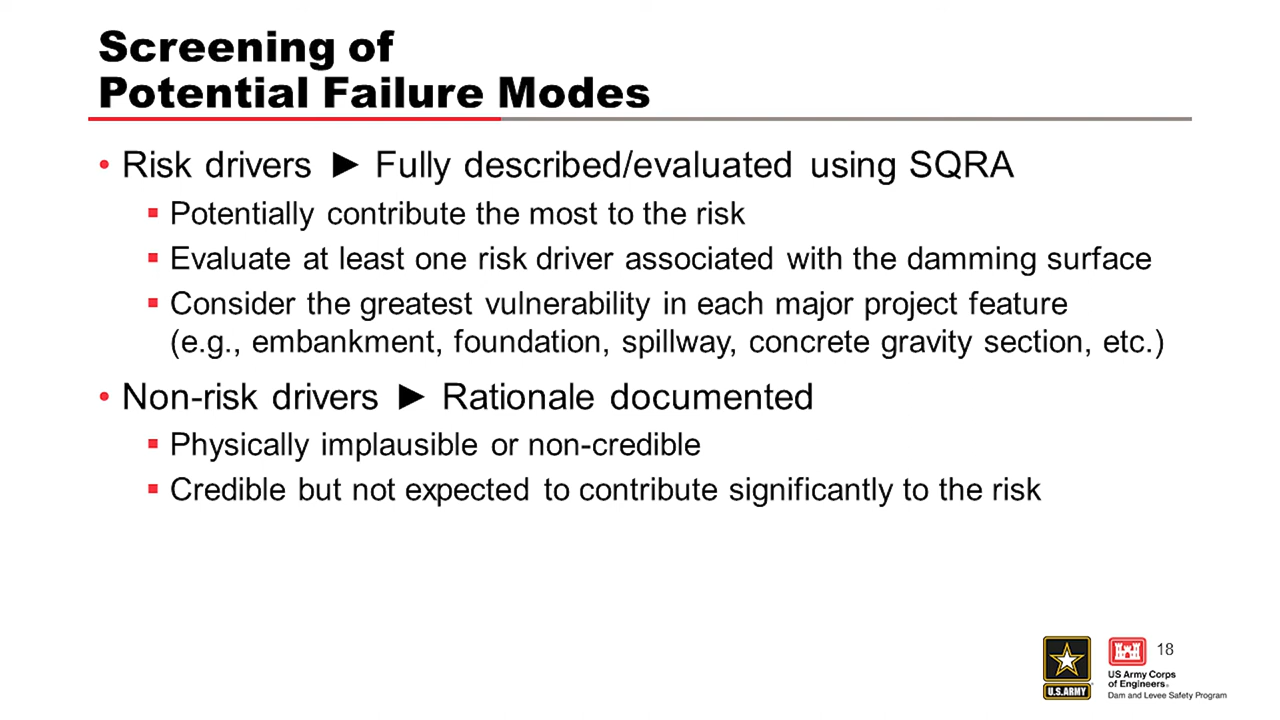 Screening of
Potential Failure Modes
• Risk drivers ► Fully described/evaluated using SQRA
▪ Potentially contribute the most to the risk
▪ Evaluate at least one risk driver associated with the damming surface
▪ Consider the greatest vulnerability in each major project feature
(e.g., embankment, foundation, spillway, concrete gravity section, etc.)
• Non-risk drivers ► Rationale documented
▪ Physically implausible or non-credible
▪ Credible but not expected to contribute significantly to the risk
18
U.S.ARMY
US Army Corps
of Engineers®
Dam and Levee Safety Program